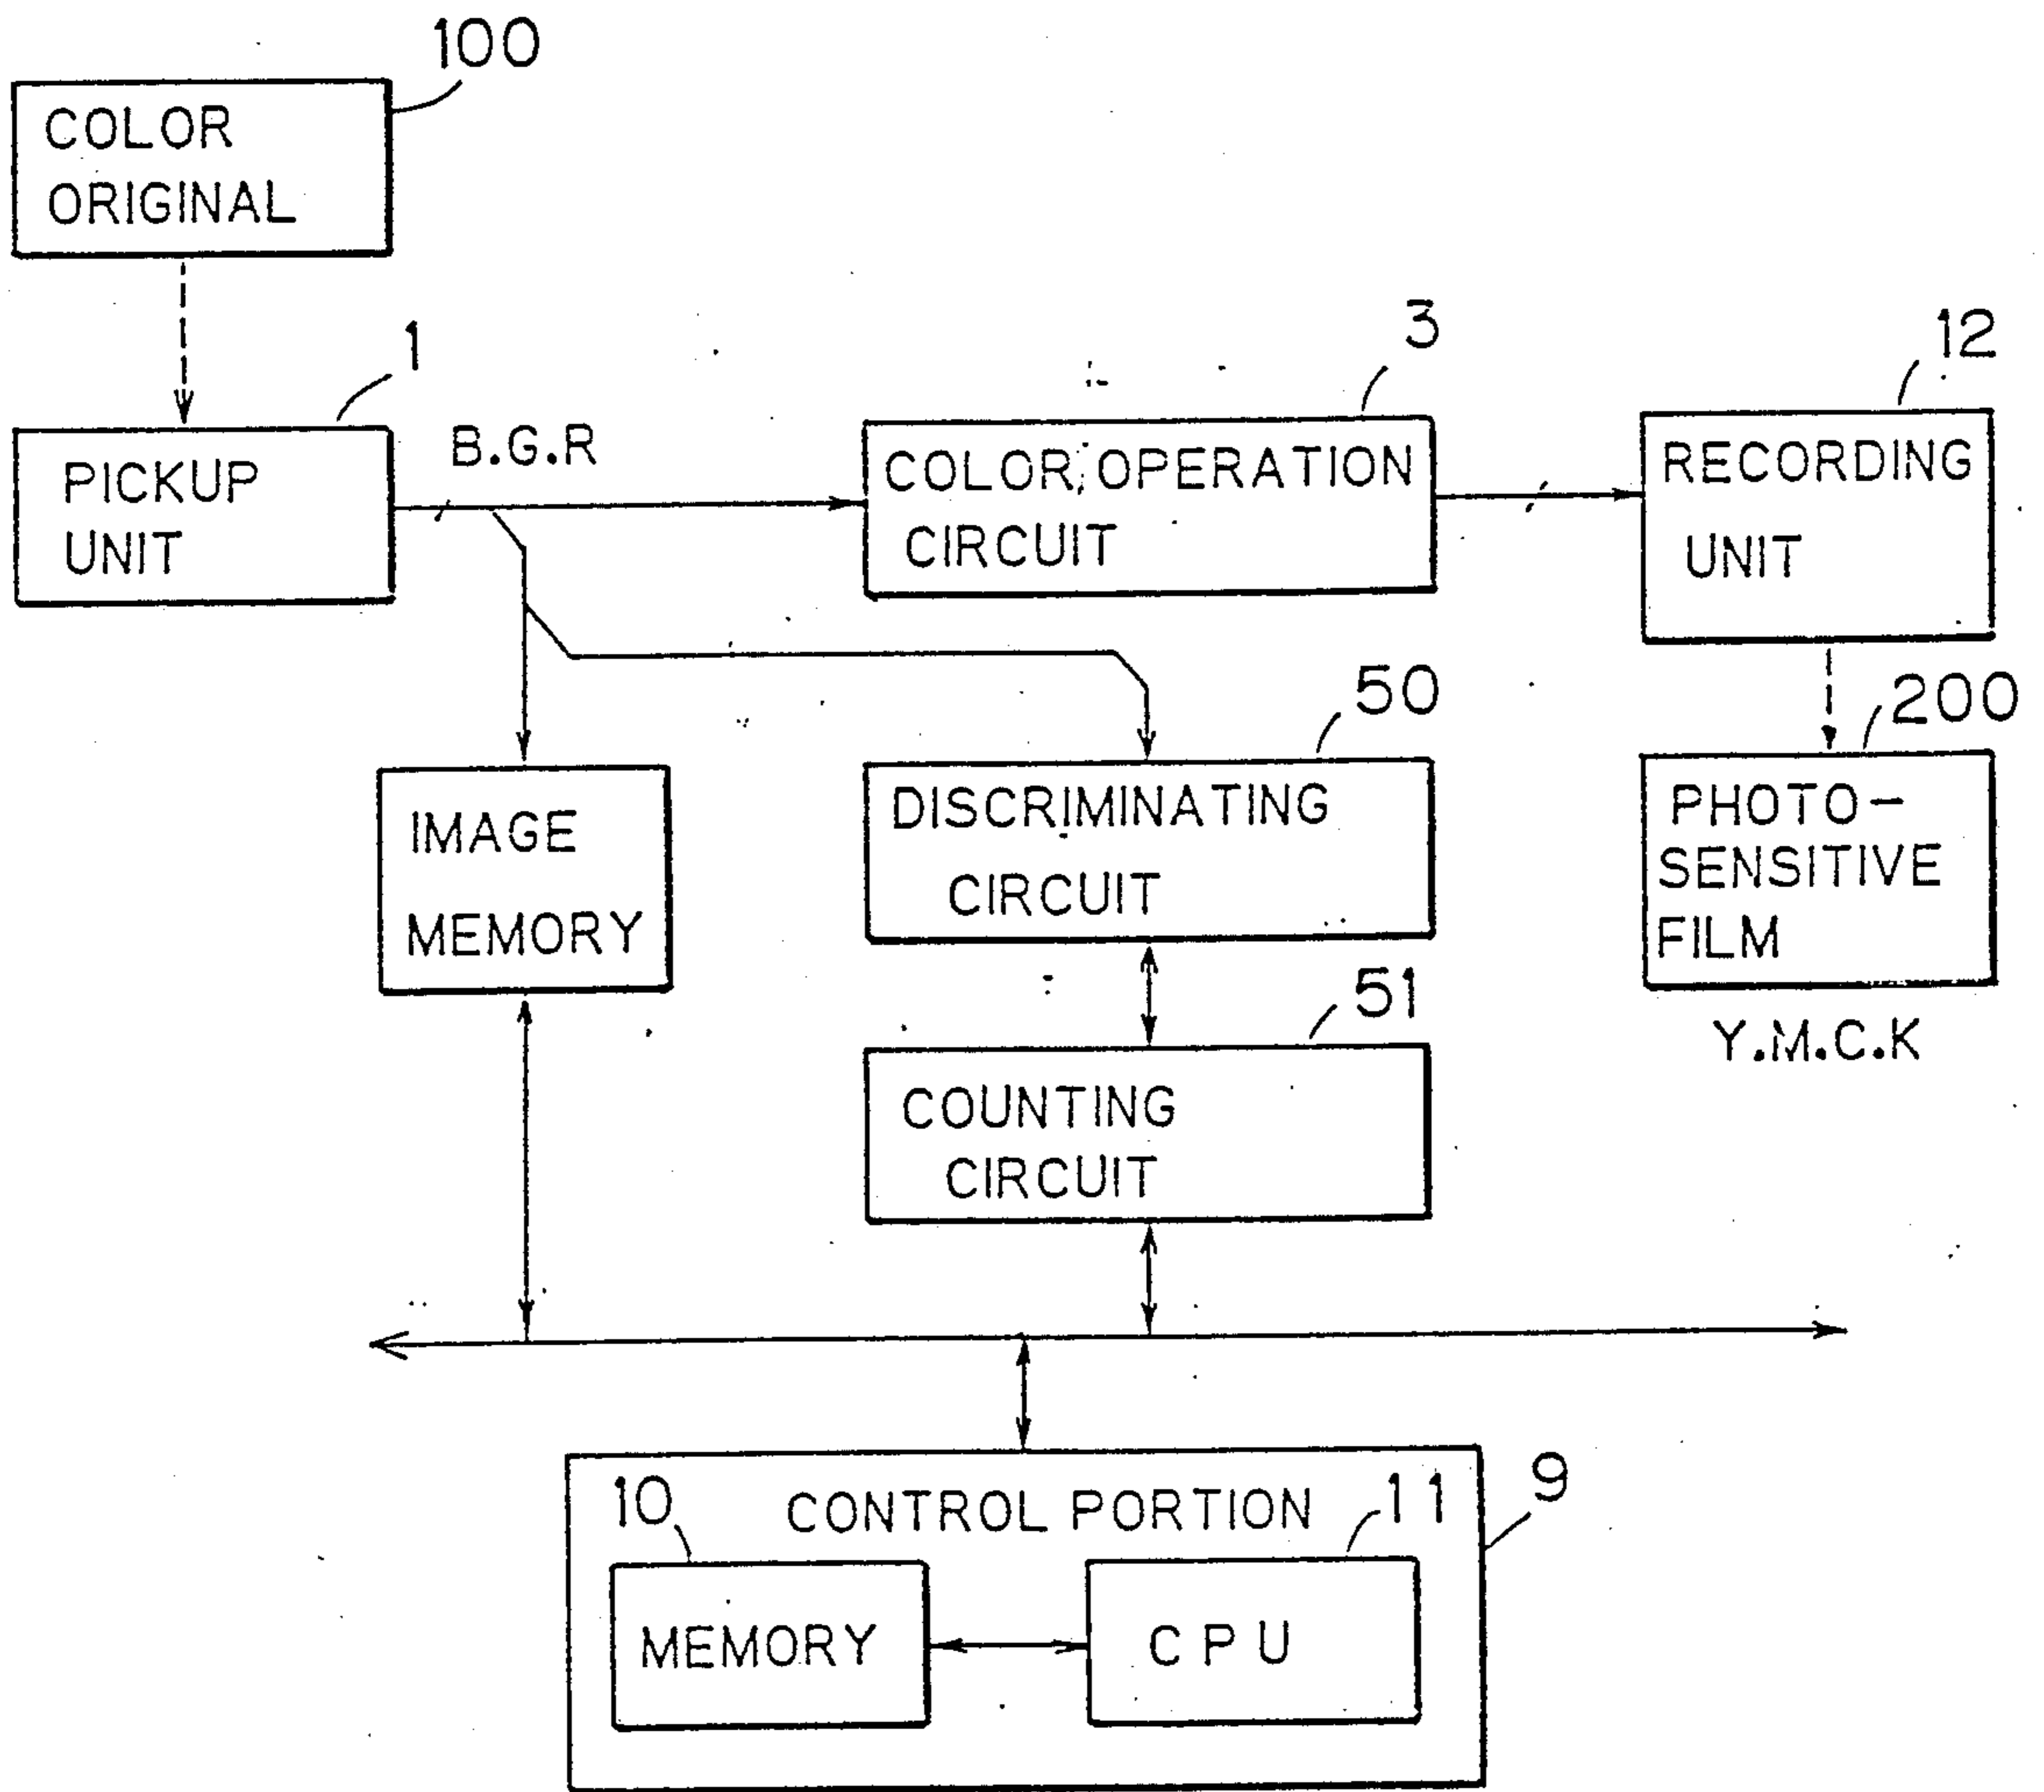 100
COLOR
ORIGINAL
1
3
12
B.G.R
PICKUP
UNIT
COLOR OPERATION
CIRCUIT
RECORDING
UNIT
50
200
IMAGE
MEMORY
DISCRIMINATING
CIRCUIT
PHOTO-
SENSITIVE
FILM
51
Y.M.C.K
COUNTING
CIRCUIT
9
10
CONTROL PORTION
11
MEMORY
CPU